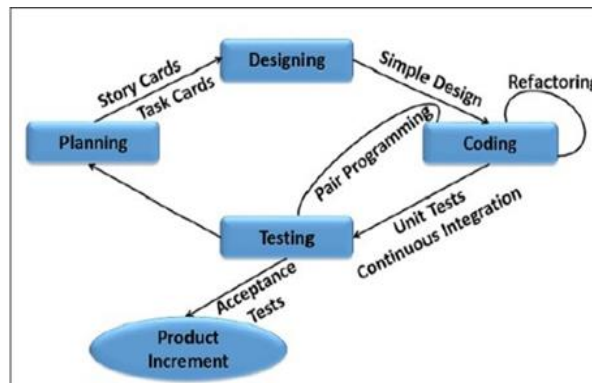 Designing
Story Cards
Task Cards
Simple Design
Refactoring
Planning
Coding
Pair Programming
Unit Tests
Continuous Integration
Testing
Acceptance
Tests
Product
Increment